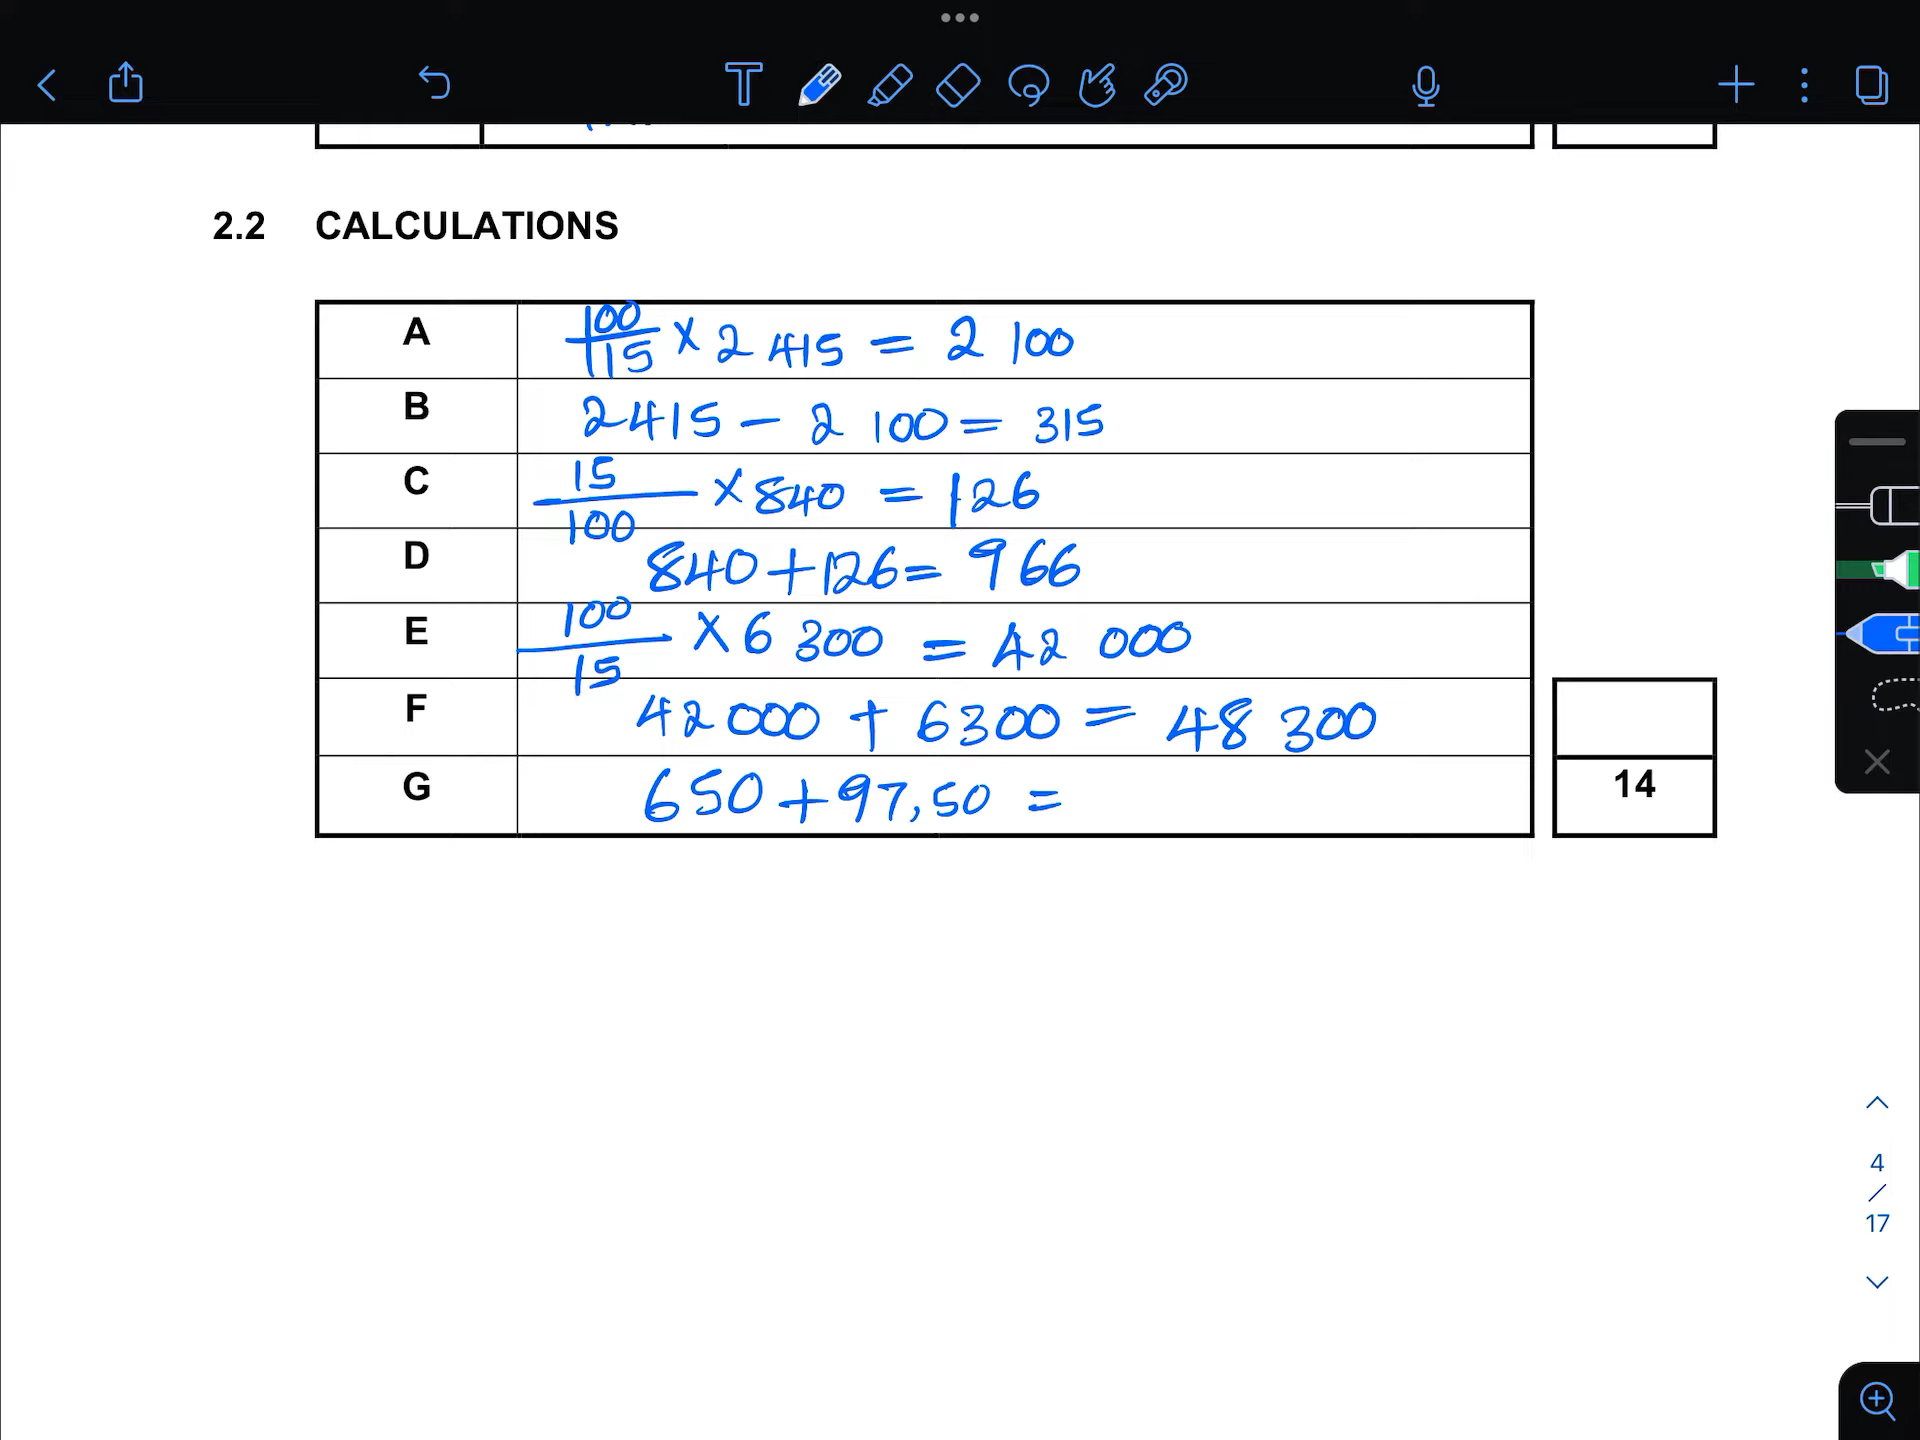 2.2 CALCULATIONS
A 100/115 × 2 415 = 2 100
B 2415 − 2 100 = 315
C 15/100 × 840 = 126
D 840 + 126 = 966
E 100/15 × 6 300 = 42 000
F 42 000 + 6300 = 48 300
G 650 + 97,50 =
14
4
/
17